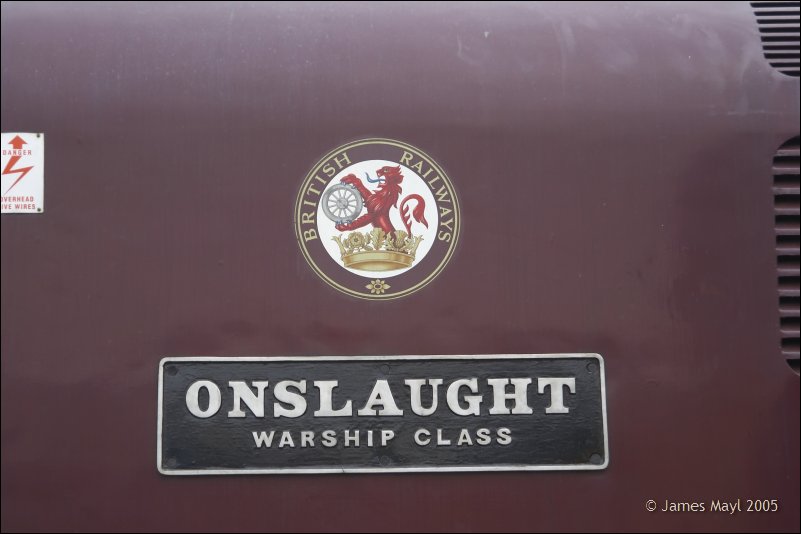 DANGER
OVERHEAD
LIVE WIRES
BRITISH RAILWAYS
ONSLAUGHT
WARSHIP CLASS
© James Mayl 2005